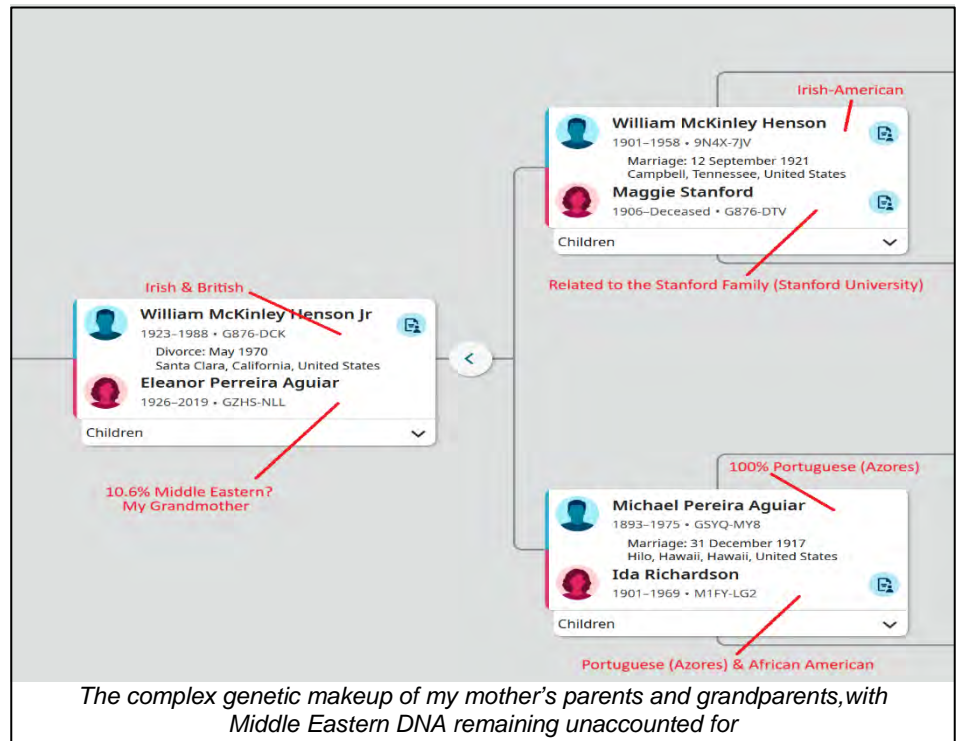 Irish-American
William McKinley Henson
1901–1958 • 9N4X-7JV
Marriage: 12 September 1921
Campbell, Tennessee, United States
Maggie Stanford
1906–Deceased • G876-DTV
Children
Related to the Stanford Family (Stanford University)
Irish & British
William McKinley Henson Jr
1923–1988 • G876-DCK
Divorce: May 1970
Santa Clara, California, United States
Eleanor Perreira Aguiar
1926–2019 • GZHS-NLL
Children
10.6% Middle Eastern?
My Grandmother
100% Portuguese (Azores)
Michael Pereira Aguiar
1893–1975 • GSYQ-MY8
Marriage: 31 December 1917
Hilo, Hawaii, Hawaii, United States
Ida Richardson
1901–1969 • M1FY-LG2
Children
Portuguese (Azores) & African American
The complex genetic makeup of my mother's parents and grandparents,with
Middle Eastern DNA remaining unaccounted for